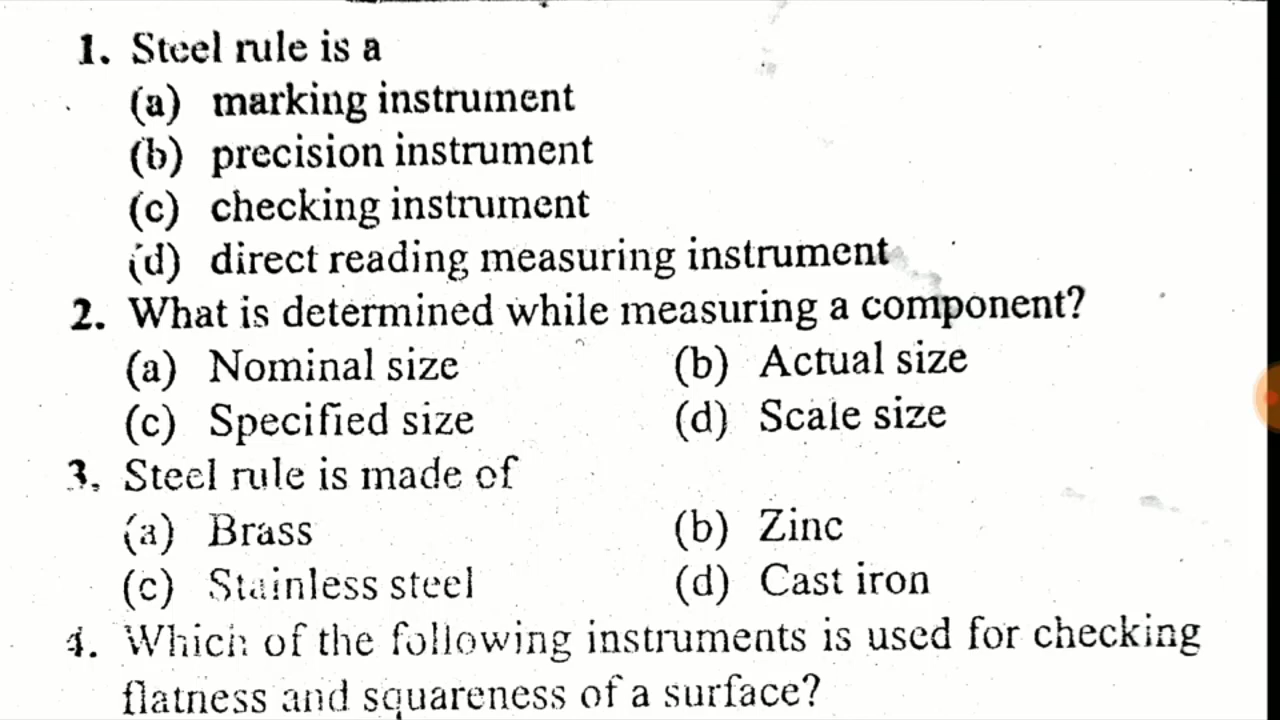 1. Steel rule is a
(a) marking instrument
(b) precision instrument
(c) checking instrument
(d) direct reading measuring instrument
2. What is determined while measuring a component?
(a) Nominal size (b) Actual size
(c) Specified size (d) Scale size
3. Steel rule is made of
(a) Brass (b) Zinc
(c) Stainless steel (d) Cast iron
4. Which of the following instruments is used for checking
flatness and squareness of a surface?